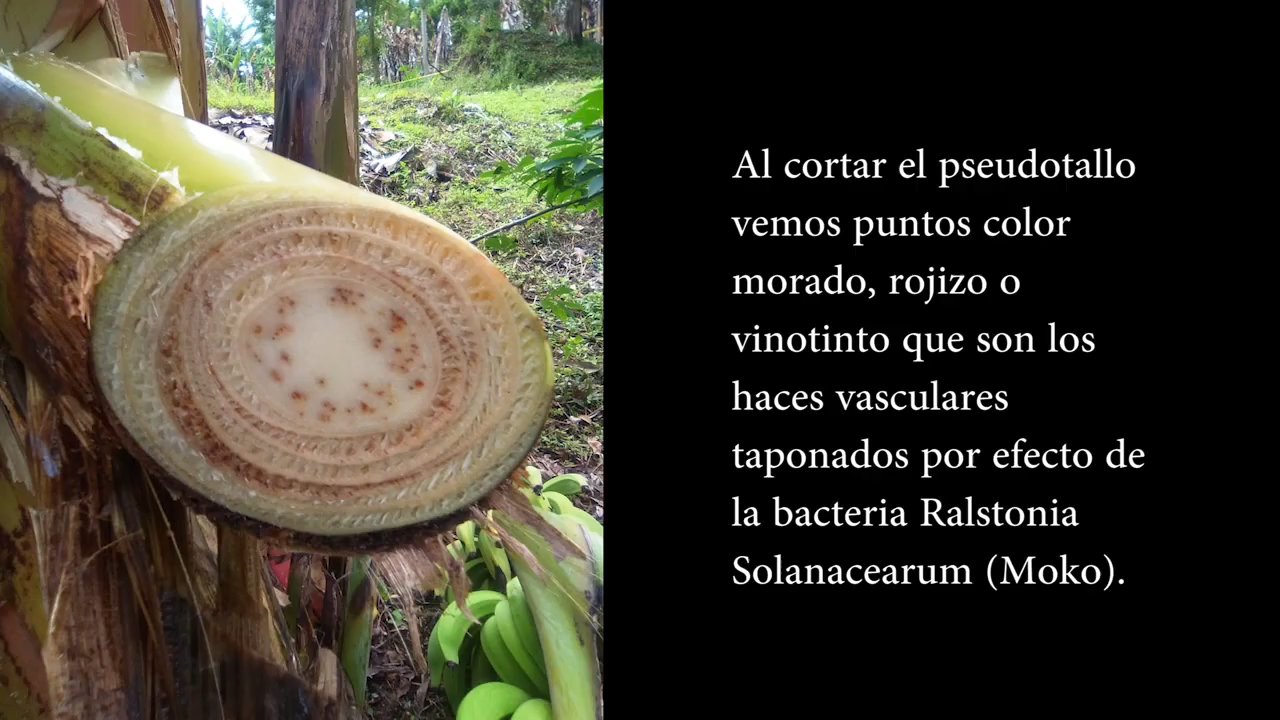 Al cortar el pseudotallo
vemos puntos color
morado, rojizo o
vinotinto que son los
haces vasculares
taponados por efecto de
la bacteria Ralstonia
Solanacearum (Moko).